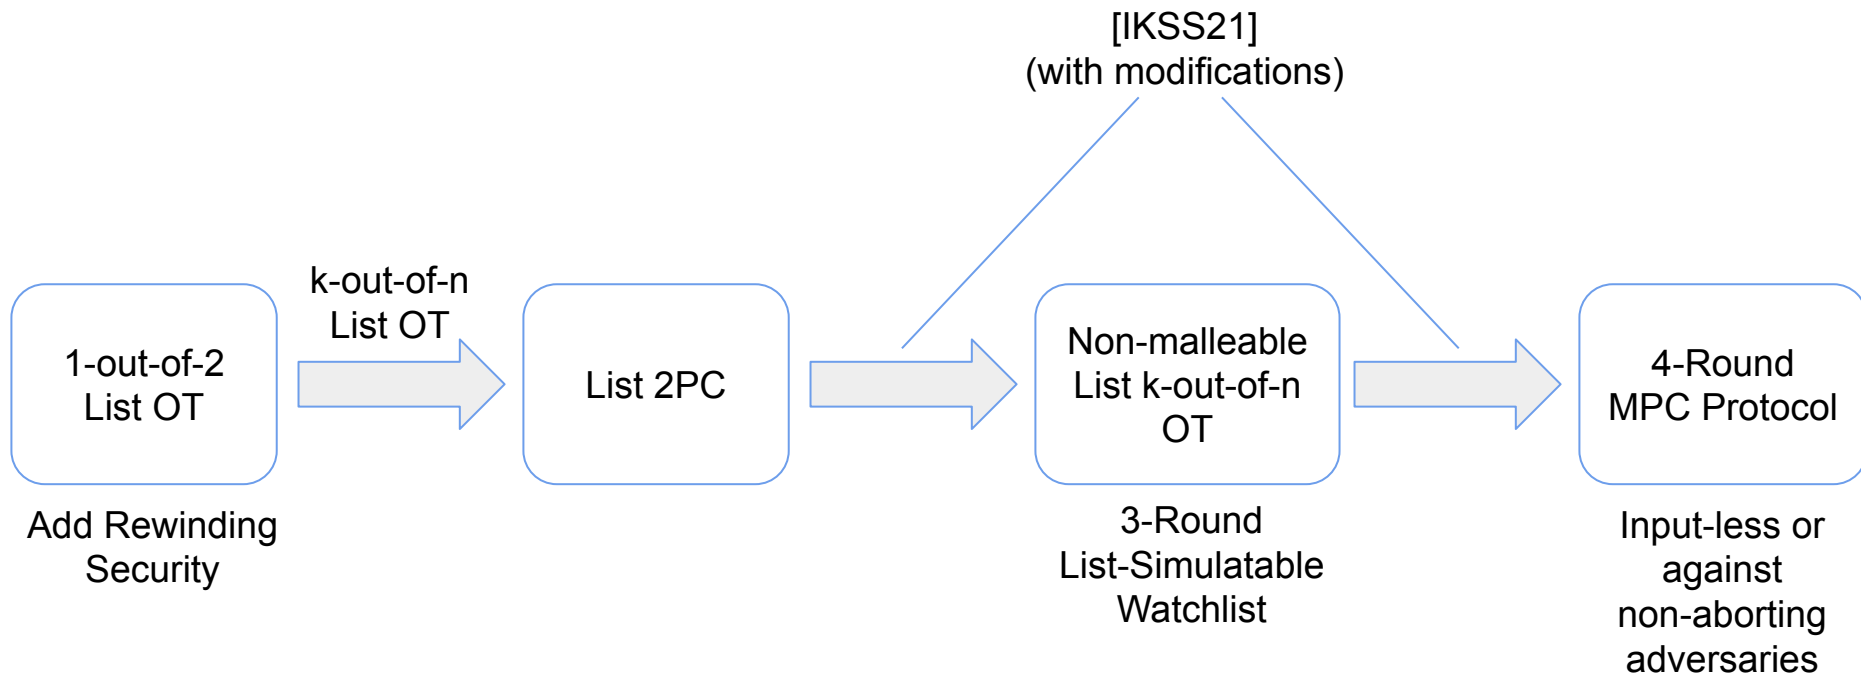 [IKSS21]
(with modifications)
k-out-of-n
List OT
1-out-of-2
List OT
Add Rewinding
Security
List 2PC
Non-malleable
List k-out-of-n
OT
3-Round
List-Simulatable
Watchlist
4-Round
MPC Protocol
Input-less or
against
non-aborting
adversaries